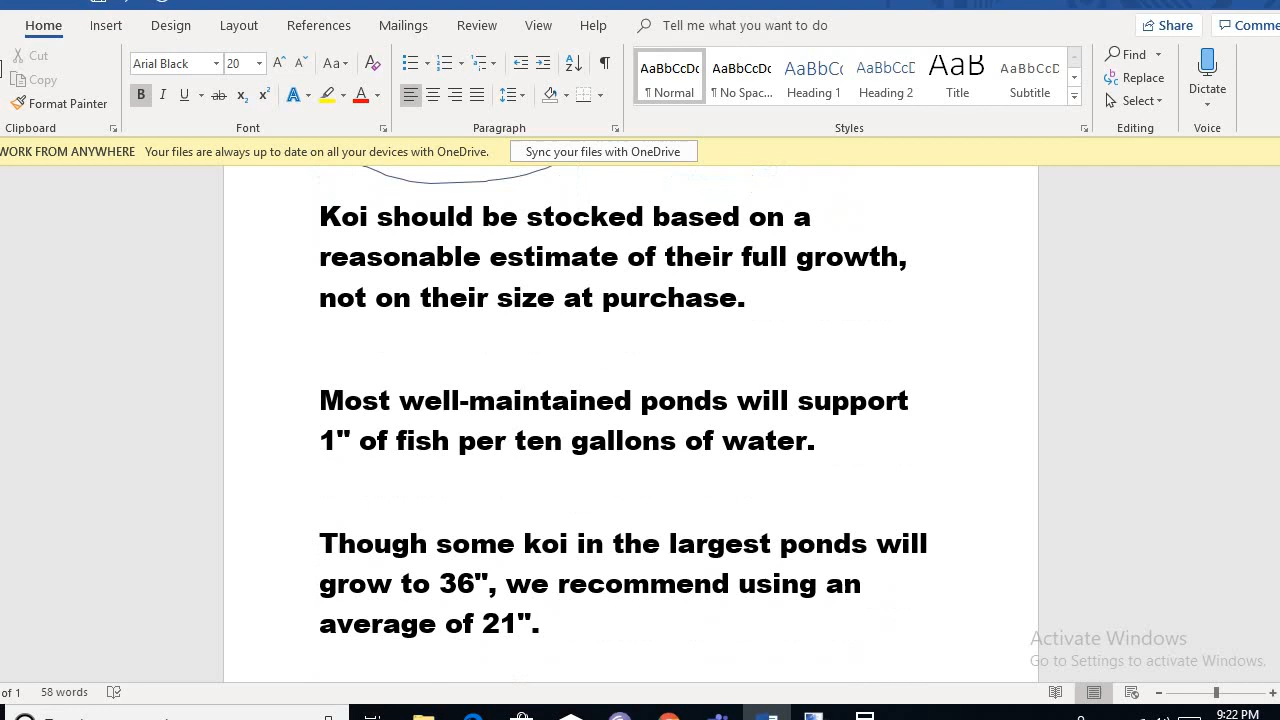 Home Insert Design Layout References Mailings Review View Help Tell me what you want to do Share Comme
Cut
Copy
Format Painter
Arial Black 20
Find
Replace
Select
Dictate
AaBbCcDc AaBbCcDc AaBbC( AaBbCcD AaB AaBbCcD
¶ Normal ¶ No Spac... Heading 1 Heading 2 Title Subtitle
Clipboard Font Paragraph Styles Editing Voice
WORK FROM ANYWHERE Your files are always up to date on all your devices with OneDrive. Sync your files with OneDrive
Koi should be stocked based on a
reasonable estimate of their full growth,
not on their size at purchase.
Most well-maintained ponds will support
1" of fish per ten gallons of water.
Though some koi in the largest ponds will
grow to 36", we recommend using an
average of 21".
Activate Windows
Go to Settings to activate Windows.
of 1 58 words
9:22 PM